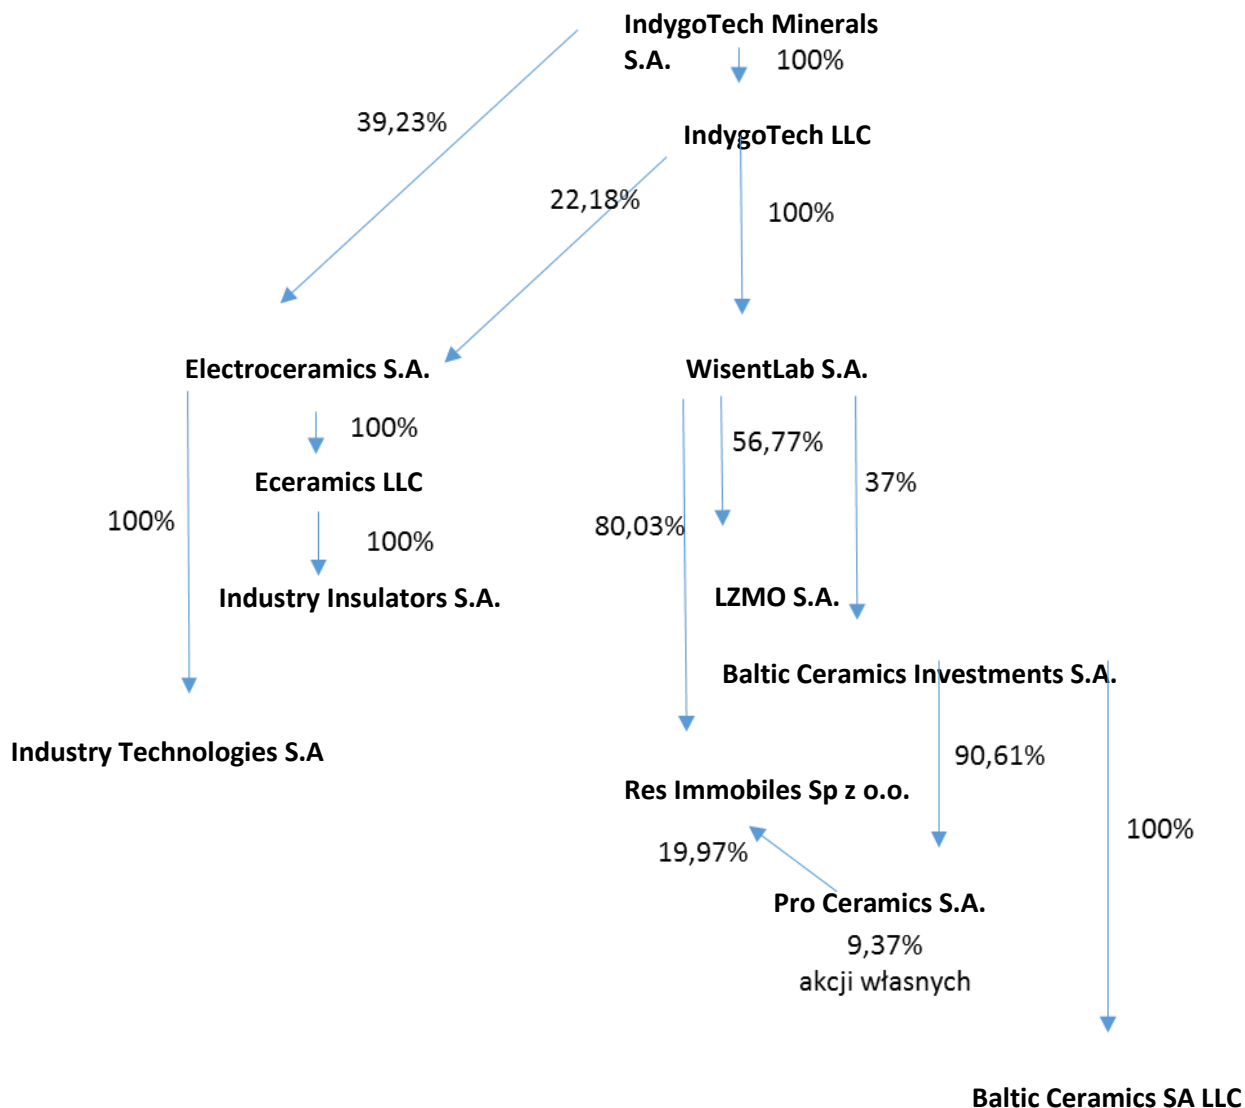 IndygoTech Minerals
S.A.
100%
39,23%
IndygoTech LLC
22,18%
100%
Electroceramics S.A.
WisentLab S.A.
100%
56,77%
Eceramics LLC
37%
100%
80,03%
100%
Industry Insulators S.A.
LZMO S.A.
Baltic Ceramics Investments S.A.
Industry Technologies S.A
90,61%
Res Immobiles Sp z o.o.
100%
19,97%
Pro Ceramics S.A.
9,37%
akcji własnych
Baltic Ceramics SA LLC